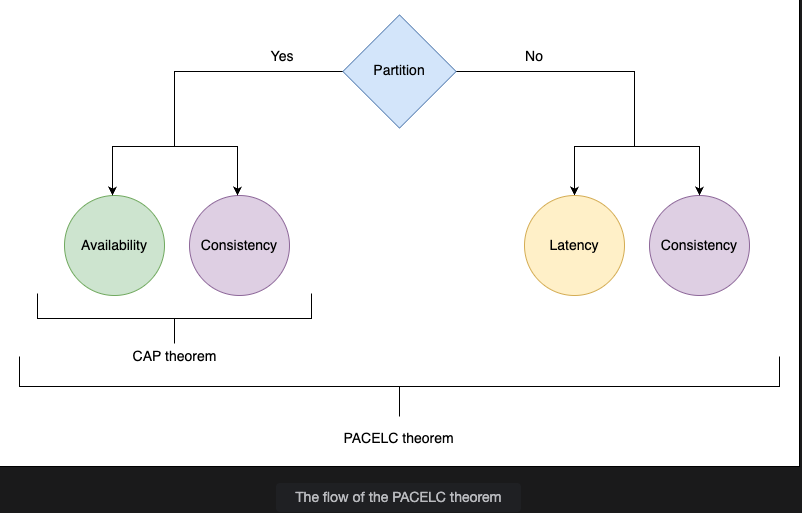 Partition
Yes
No
Availability
Consistency
Latency
Consistency
CAP theorem
PACELC theorem
The flow of the PACELC theorem